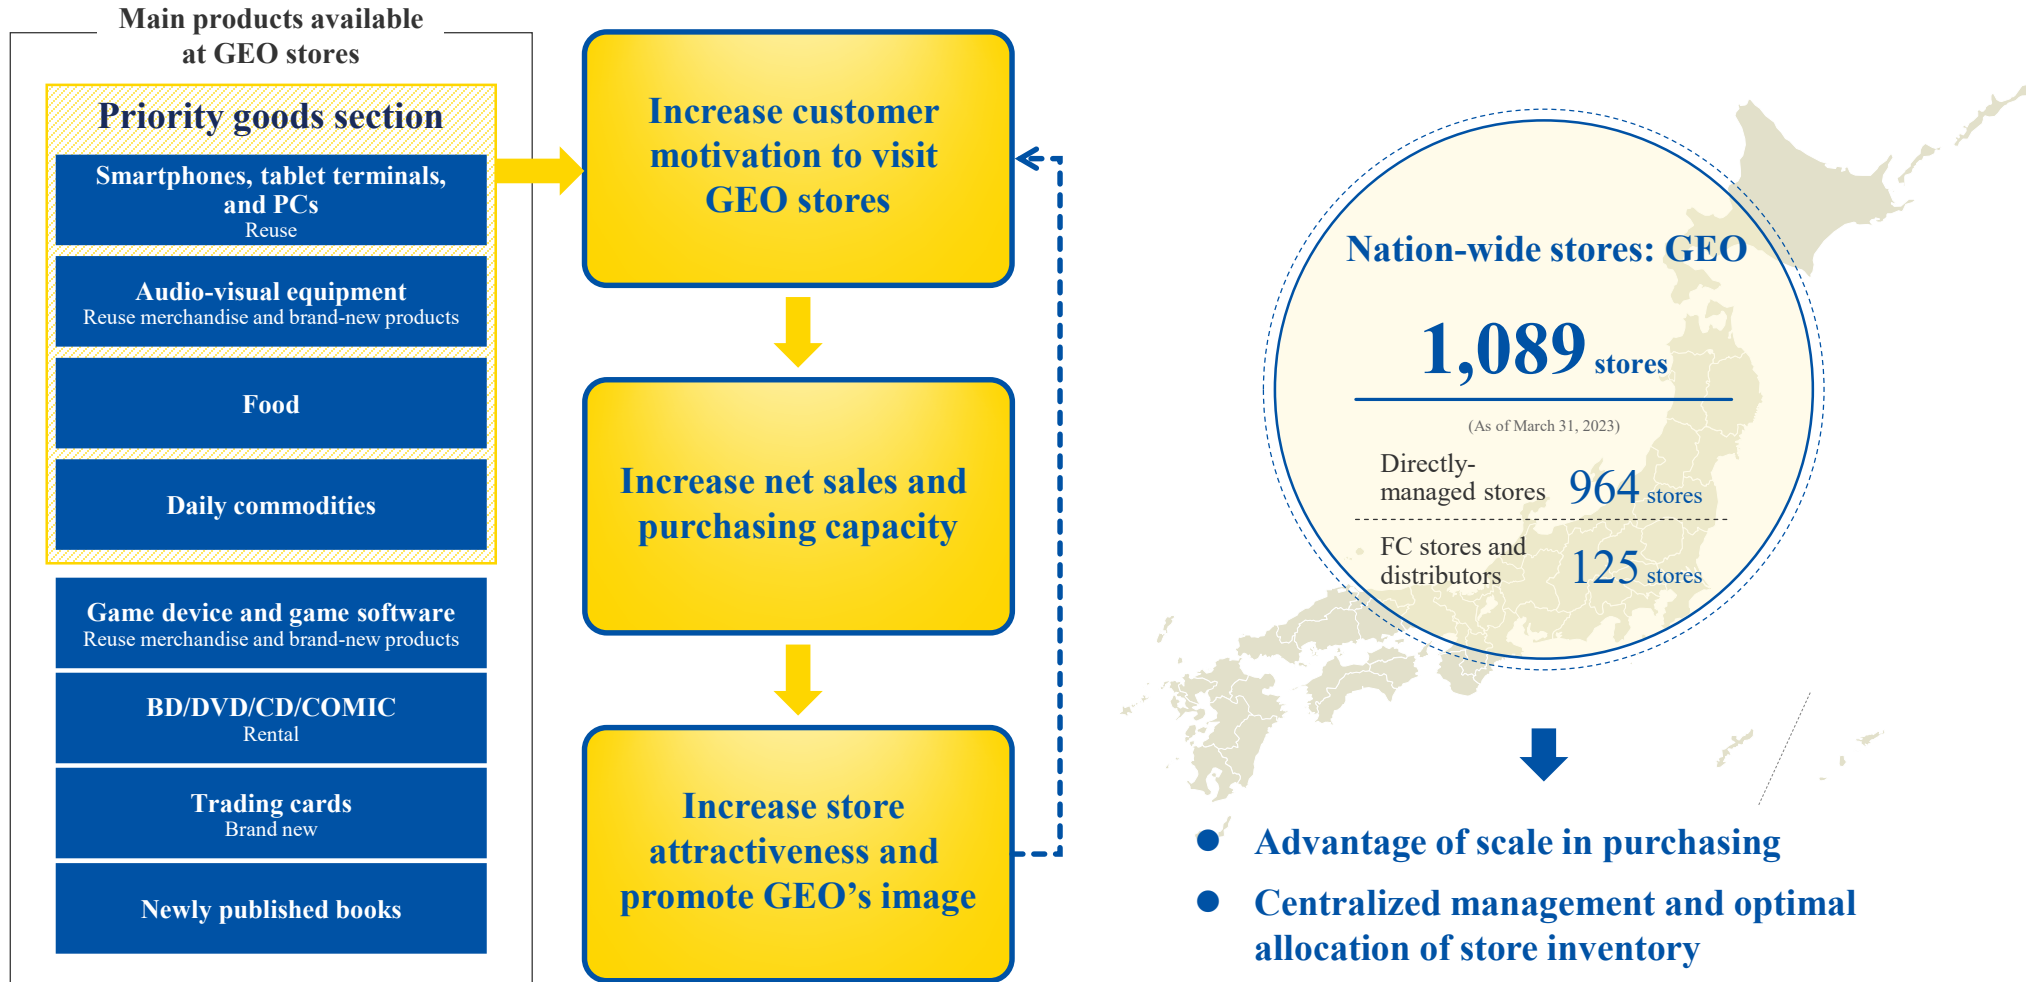 Main products available
at GEO stores
Priority goods section
Smartphones, tablet terminals,
and PCs
Reuse
Audio-visual equipment
Reuse merchandise and brand-new products
Food
Daily commodities
Game device and game software
Reuse merchandise and brand-new products
BD/DVD/CD/COMIC
Rental
Trading cards
Brand new
Newly published books
Increase customer
motivation to visit
GEO stores
Increase net sales and
purchasing capacity
Increase store
attractiveness and
promote GEO’s image
Nation-wide stores: GEO
1,089 stores
(As of March 31, 2023)
Directly-
managed stores 964 stores
FC stores and
distributors 125 stores
● Advantage of scale in purchasing
● Centralized management and optimal
allocation of store inventory